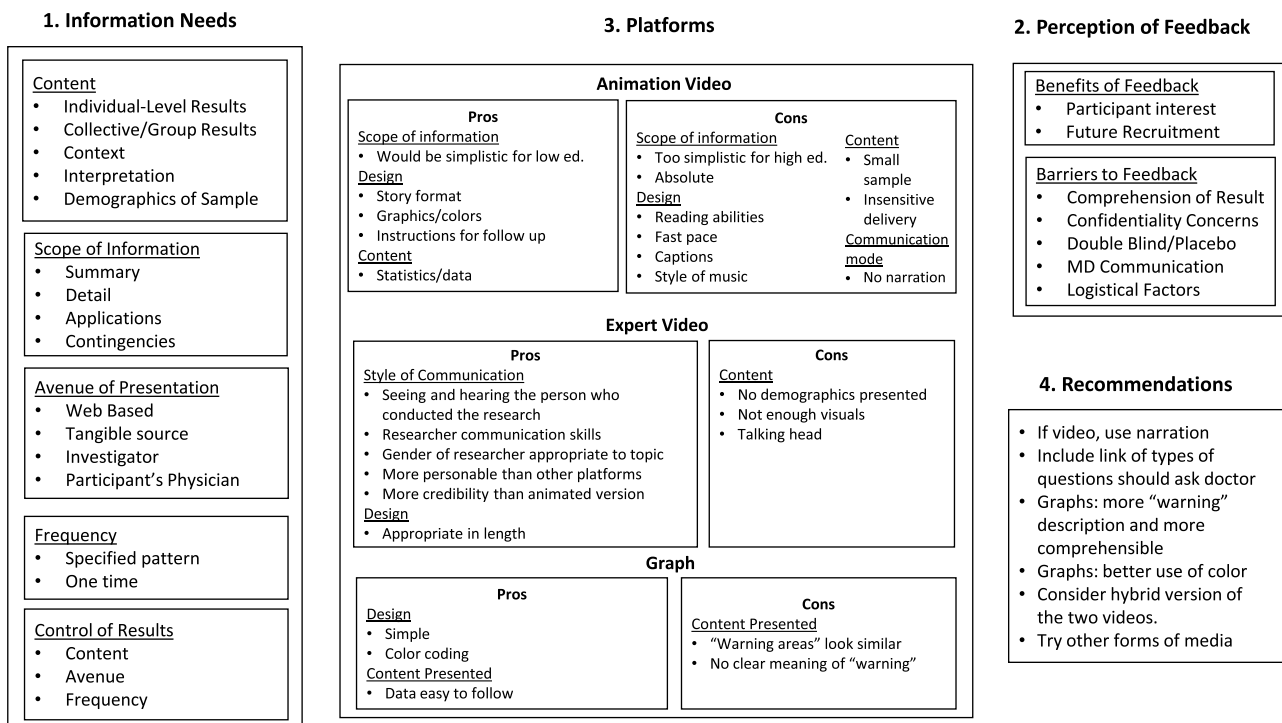 1. Information Needs
Content
• Individual-Level Results
• Collective/Group Results
• Context
• Interpretation
• Demographics of Sample
Scope of Information
• Summary
• Detail
• Applications
• Contingencies
Avenue of Presentation
• Web Based
• Tangible source
• Investigator
• Participant's Physician
Frequency
• Specified pattern
• One time
Control of Results
• Content
• Avenue
• Frequency
3. Platforms
Animation Video
Pros
Scope of information
• Would be simplistic for low ed.
Design
• Story format
• Graphics/colors
• Instructions for follow up
Content
• Statistics/data
Cons
Scope of information
• Too simplistic for high ed.
• Absolute
Design
• Reading abilities
• Fast pace
• Captions
• Style of music
Content
• Small
sample
• Insensitive
delivery
Communication
mode
• No narration
Expert Video
Pros
Style of Communication
• Seeing and hearing the person who
conducted the research
• Researcher communication skills
• Gender of researcher appropriate to topic
• More personable than other platforms
• More credibility than animated version
Design
• Appropriate in length
Cons
Content
• No demographics presented
• Not enough visuals
• Talking head
Graph
Pros
Design
• Simple
• Color coding
Content Presented
• Data easy to follow
Cons
Content Presented
• "Warning areas" look similar
• No clear meaning of "warning"
2. Perception of Feedback
Benefits of Feedback
• Participant interest
• Future Recruitment
Barriers to Feedback
• Comprehension of Result
• Confidentiality Concerns
• Double Blind/Placebo
• MD Communication
• Logistical Factors
4. Recommendations
• If video, use narration
• Include link of types of
questions should ask doctor
• Graphs: more "warning"
description and more
comprehensible
• Graphs: better use of color
• Consider hybrid version of
the two videos.
• Try other forms of media